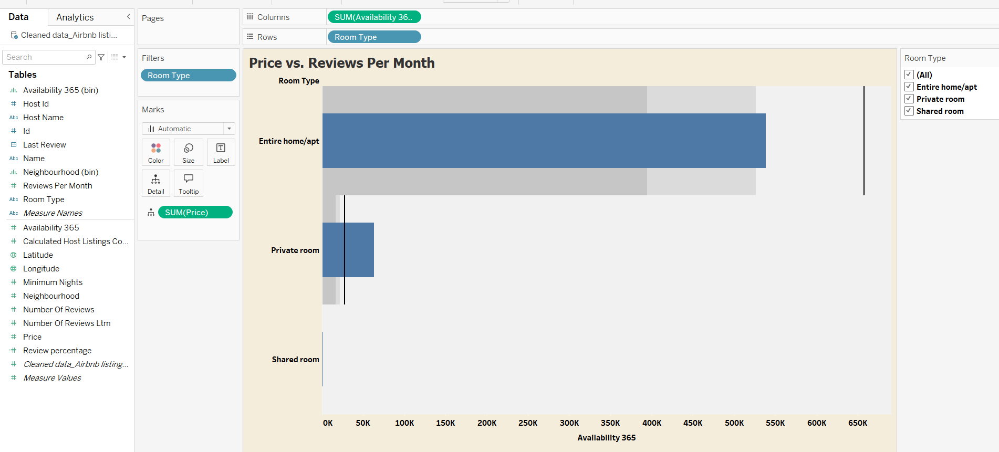 Data
Analytics
Cleaned data_Airbnb listi...
Search
Tables
Availability 365 (bin)
Host Id
Abc Host Name
Id
Last Review
Abc Name
Neighbourhood (bin)
Reviews Per Month
Abc Room Type
Abc Measure Names
Availability 365
Calculated Host Listings Co...
Latitude
Longitude
Minimum Nights
Neighbourhood
Number Of Reviews
Number Of Reviews Ltm
Price
Review percentage
Cleaned data_Airbnb listing...
Measure Values
Pages
Filters
Room Type
Marks
Automatic
Color Size Label
Detail Tooltip
SUM(Price)
Columns SUM(Availability 36..
Rows Room Type
Price vs. Reviews Per Month
Room Type
Entire home/apt
Private room
Shared room
0K 50K 100K 150K 200K 250K 300K 350K 400K 450K 500K 550K 600K 650K
Availability 365
Room Type
(All)
Entire home/apt
Private room
Shared room